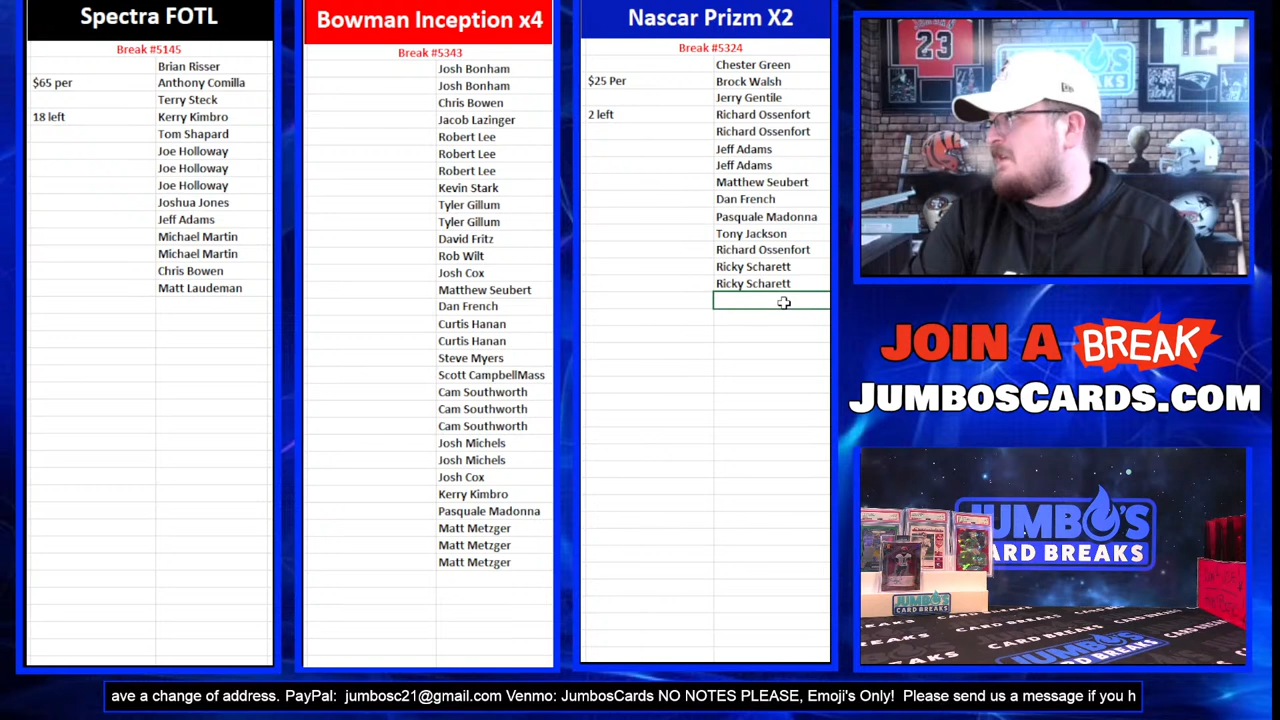 Spectra FOTL
Break #5145
Brian Risser
$65 per Anthony Comilla
Terry Steck
18 left Kerry Kimbro
Tom Shapard
Joe Holloway
Joe Holloway
Joe Holloway
Joshua Jones
Jeff Adams
Michael Martin
Michael Martin
Chris Bowen
Matt Laudeman
Bowman Inception x4
Break #5343
Josh Bonham
Josh Bonham
Chris Bowen
Jacob Lazinger
Robert Lee
Robert Lee
Robert Lee
Kevin Stark
Tyler Gillum
Tyler Gillum
David Fritz
Rob Wilt
Josh Cox
Matthew Seubert
Dan French
Curtis Hanan
Curtis Hanan
Steve Myers
Scott CampbellMass
Cam Southworth
Cam Southworth
Cam Southworth
Josh Michels
Josh Michels
Josh Cox
Kerry Kimbro
Pasquale Madonna
Matt Metzger
Matt Metzger
Matt Metzger
Nascar Prizm X2
Break #5324
Chester Green
$25 Per Brock Walsh
Jerry Gentile
2 left Richard Ossenfort
Richard Ossenfort
Jeff Adams
Jeff Adams
Matthew Seubert
Dan French
Pasquale Madonna
Tony Jackson
Richard Ossenfort
Ricky Scharett
Ricky Scharett
23
12
JOIN A BREAK
JUMBOSCARDS.COM
JUMBO'S
CARD BREAKS
JUMBO'S
CARD BREAKS
ave a change of address. PayPal: jumbosc21@gmail.com Venmo: JumbosCards NO NOTES PLEASE, Emoji's Only! Please send us a message if you h